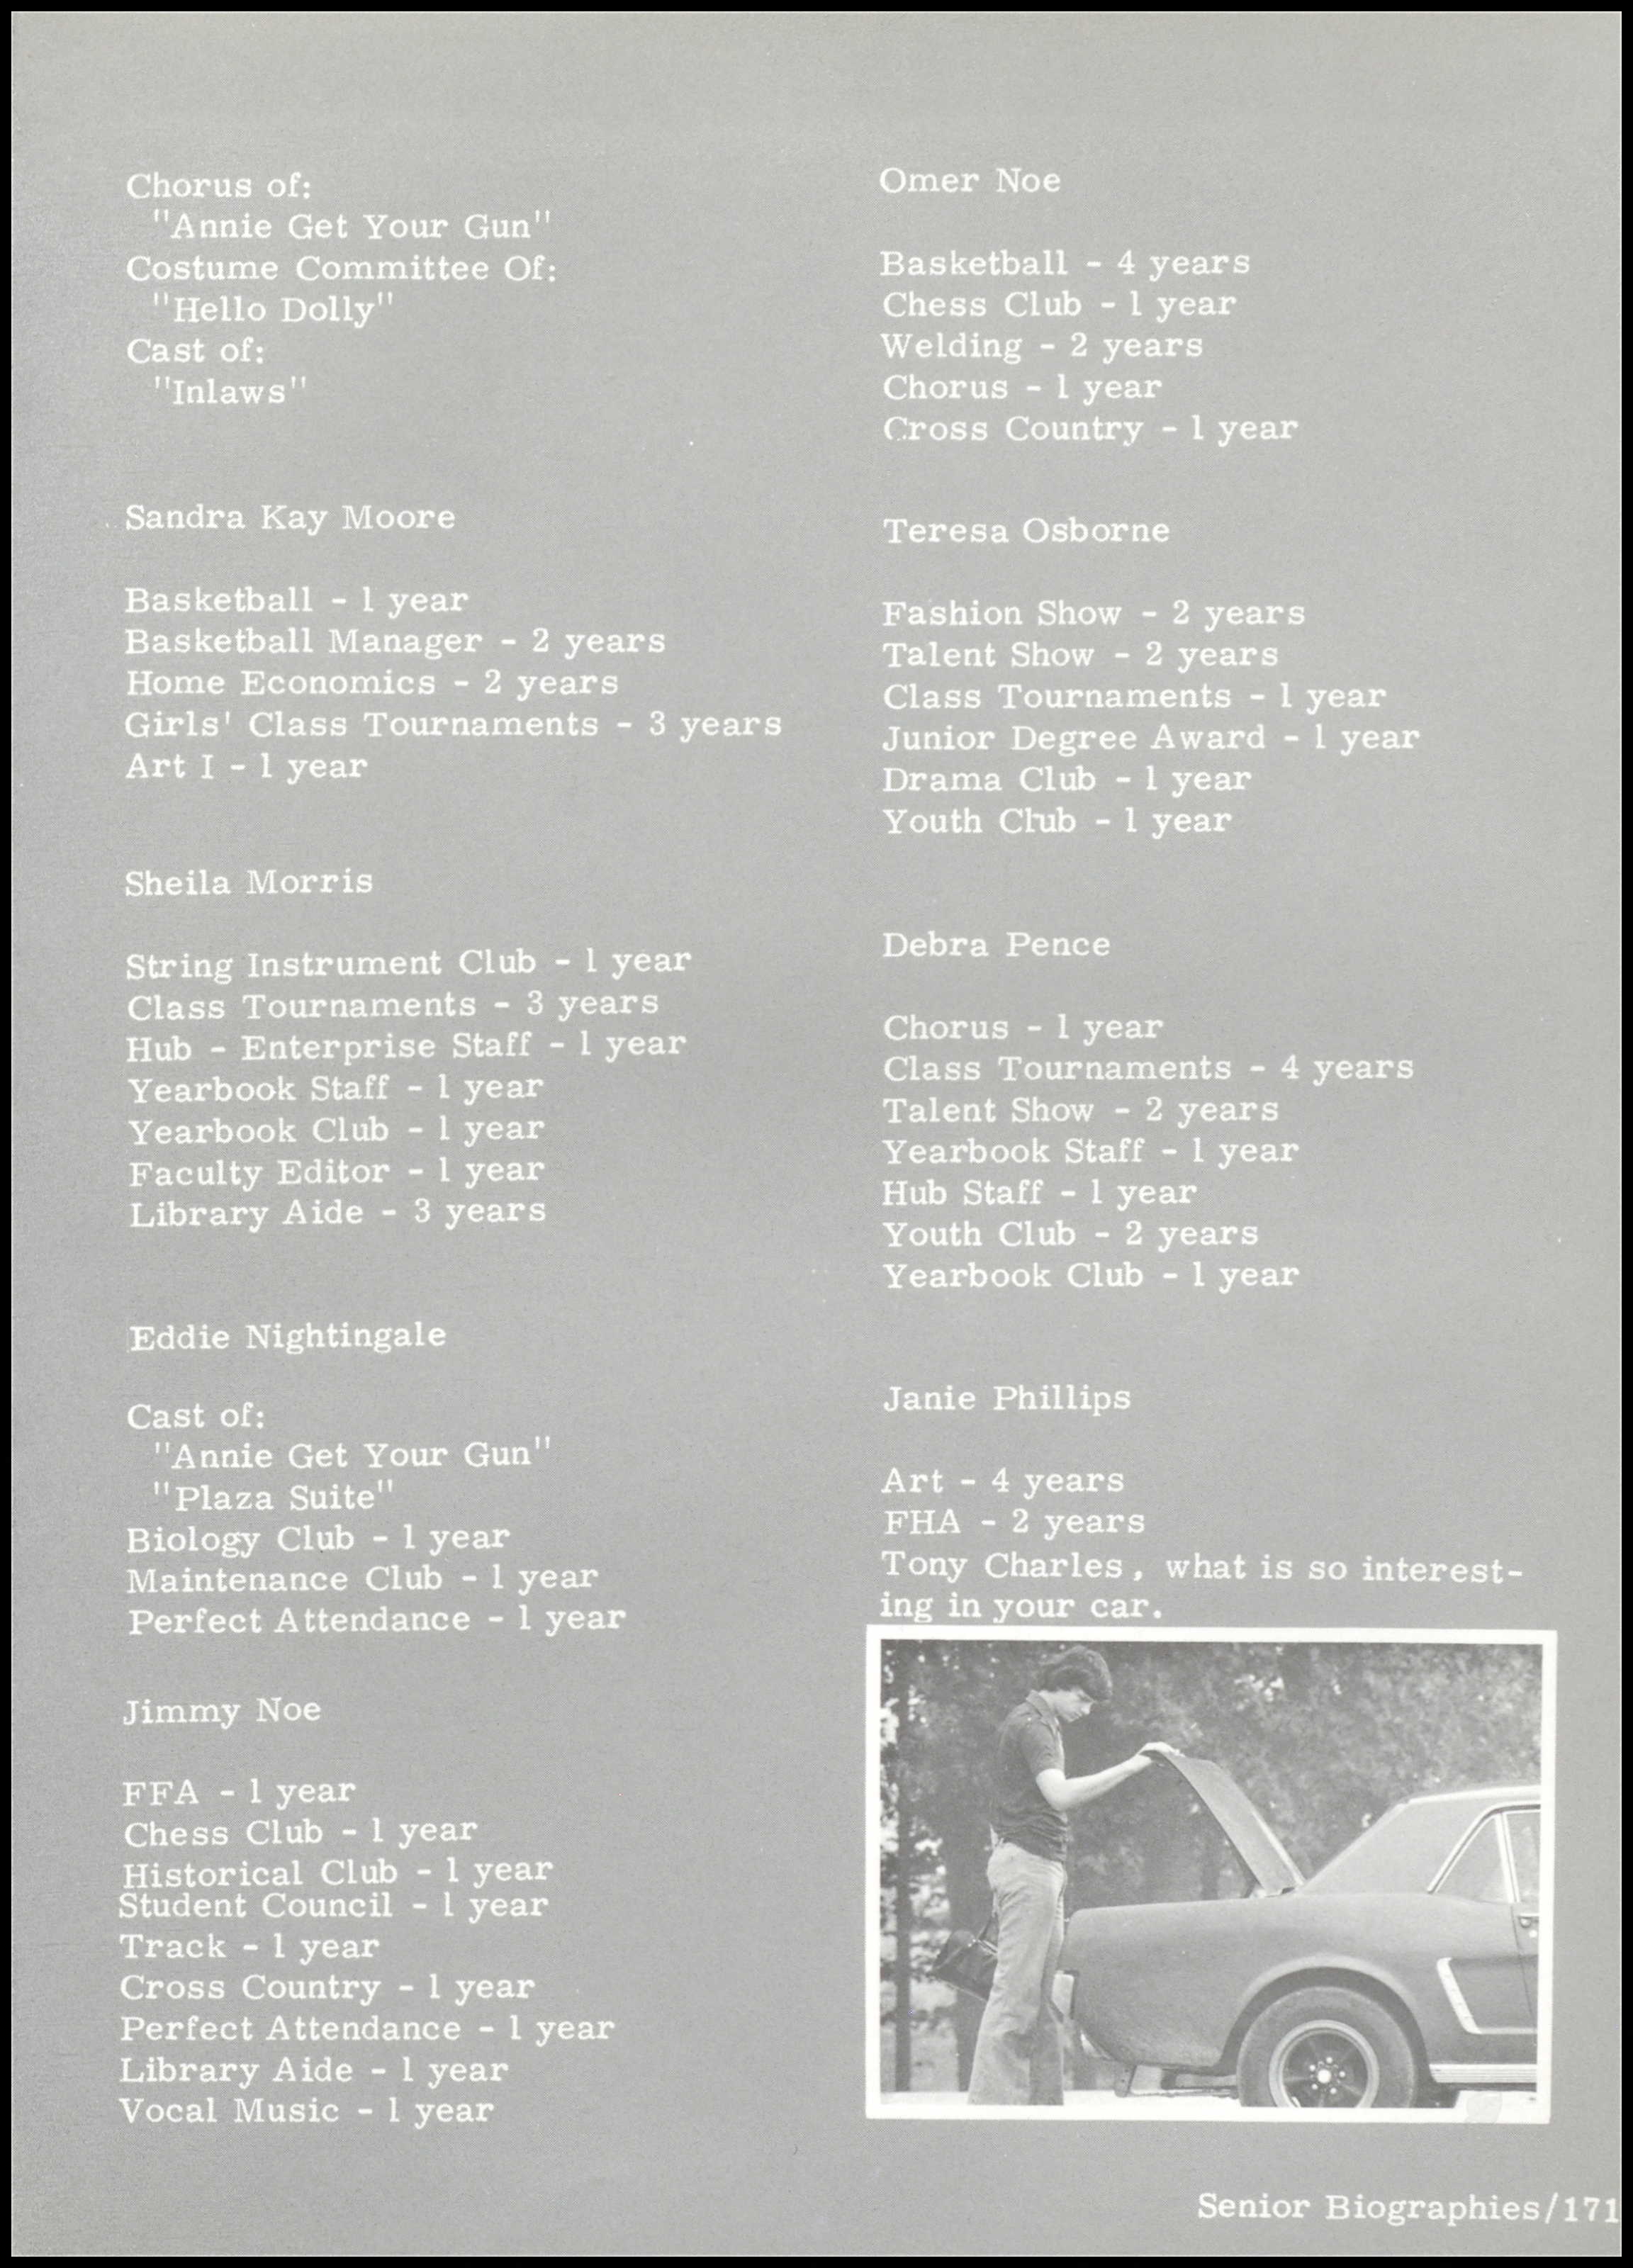 Chorus of:
"Annie Get Your Gun"
Costume Committee Of:
"Hello Dolly"
Cast of:
"Inlaws"
Sandra Kay Moore
Basketball - 1 year
Basketball Manager - 2 years
Home Economics - 2 years
Girls' Class Tournaments - 3 years
Art I - 1 year
Sheila Morris
String Instrument Club - 1 year
Class Tournaments - 3 years
Hub - Enterprise Staff - 1 year
Yearbook Staff - 1 year
Yearbook Club - 1 year
Faculty Editor - 1 year
Library Aide - 3 years
Eddie Nightingale
Cast of:
"Annie Get Your Gun"
"Plaza Suite"
Biology Club - 1 year
Maintenance Club - 1 year
Perfect Attendance - 1 year
Jimmy Noe
FFA - 1 year
Chess Club - 1 year
Historical Club - 1 year
Student Council - 1 year
Track - 1 year
Cross Country - 1 year
Perfect Attendance - 1 year
Library Aide - 1 year
Vocal Music - 1 year
Omer Noe
Basketball - 4 years
Chess Club - 1 year
Welding - 2 years
Chorus - 1 year
Cross Country - 1 year
Teresa Osborne
Fashion Show - 2 years
Talent Show - 2 years
Class Tournaments - 1 year
Junior Degree Award - 1 year
Drama Club - 1 year
Youth Club - 1 year
Debra Pence
Chorus - 1 year
Class Tournaments - 4 years
Talent Show - 2 years
Yearbook Staff - 1 year
Hub Staff - 1 year
Youth Club - 2 years
Yearbook Club - 1 year
Janie Phillips
Art - 4 years
FHA - 2 years
Tony Charles, what is so interest-
ing in your car.
Senior Biographies/171